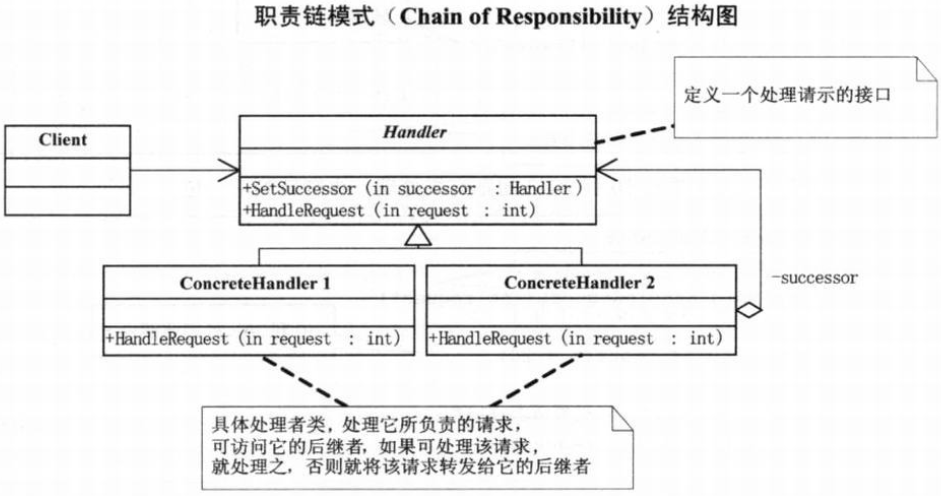 职责链模式（Chain of Responsibility）结构图
定义一个处理请示的接口
Client
Handler
+SetSuccessor (in successor : Handler)
+HandleRequest (in request : int)
ConcreteHandler 1
+HandleRequest (in request : int)
ConcreteHandler 2
+HandleRequest (in request : int)
-successor
具体处理者类，处理它所负责的请求，
可访问它的后继者，如果可处理该请求，
就处理之，否则就将该请求转发给它的后继者